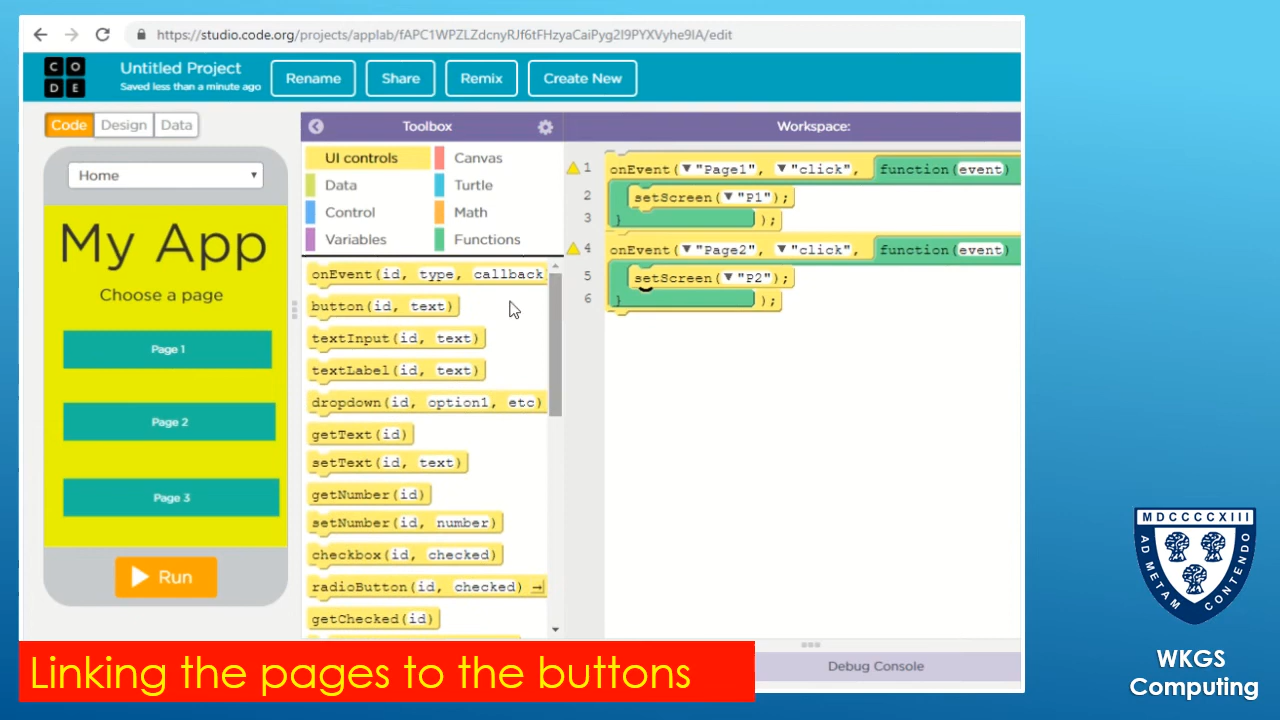 https://studio.code.org/projects/applab/fAPC1WPZLZdcnyRJf6tFHzyaCaiPyg2l9PYXVyhe9IA/edit
C O
D E
Untitled Project
Saved less than a minute ago
Rename
Share
Remix
Create New
Code
Design
Data
Toolbox
Workspace:
Home
My App
Choose a page
Page 1
Page 2
Page 3
Run
UI controls
Canvas
Data
Turtle
Control
Math
Variables
Functions
onEvent(id, type, callback
button(id, text)
textInput(id, text)
textLabel(id, text)
dropdown(id, option1, etc)
getText(id)
setText(id, text)
getNumber(id)
setNumber(id, number)
checkbox(id, checked)
radioButton(id, checked)
getChecked(id)
1 onEvent(▼"Page1", ▼"click", function(event)
2 setScreen(▼"P1");
3 } );
4 onEvent(▼"Page2", ▼"click", function(event)
5 setScreen(▼"P2");
6 } );
Debug Console
Linking the pages to the buttons
MDCCCCXIII
AD METAM CONTENDO
WKGS
Computing